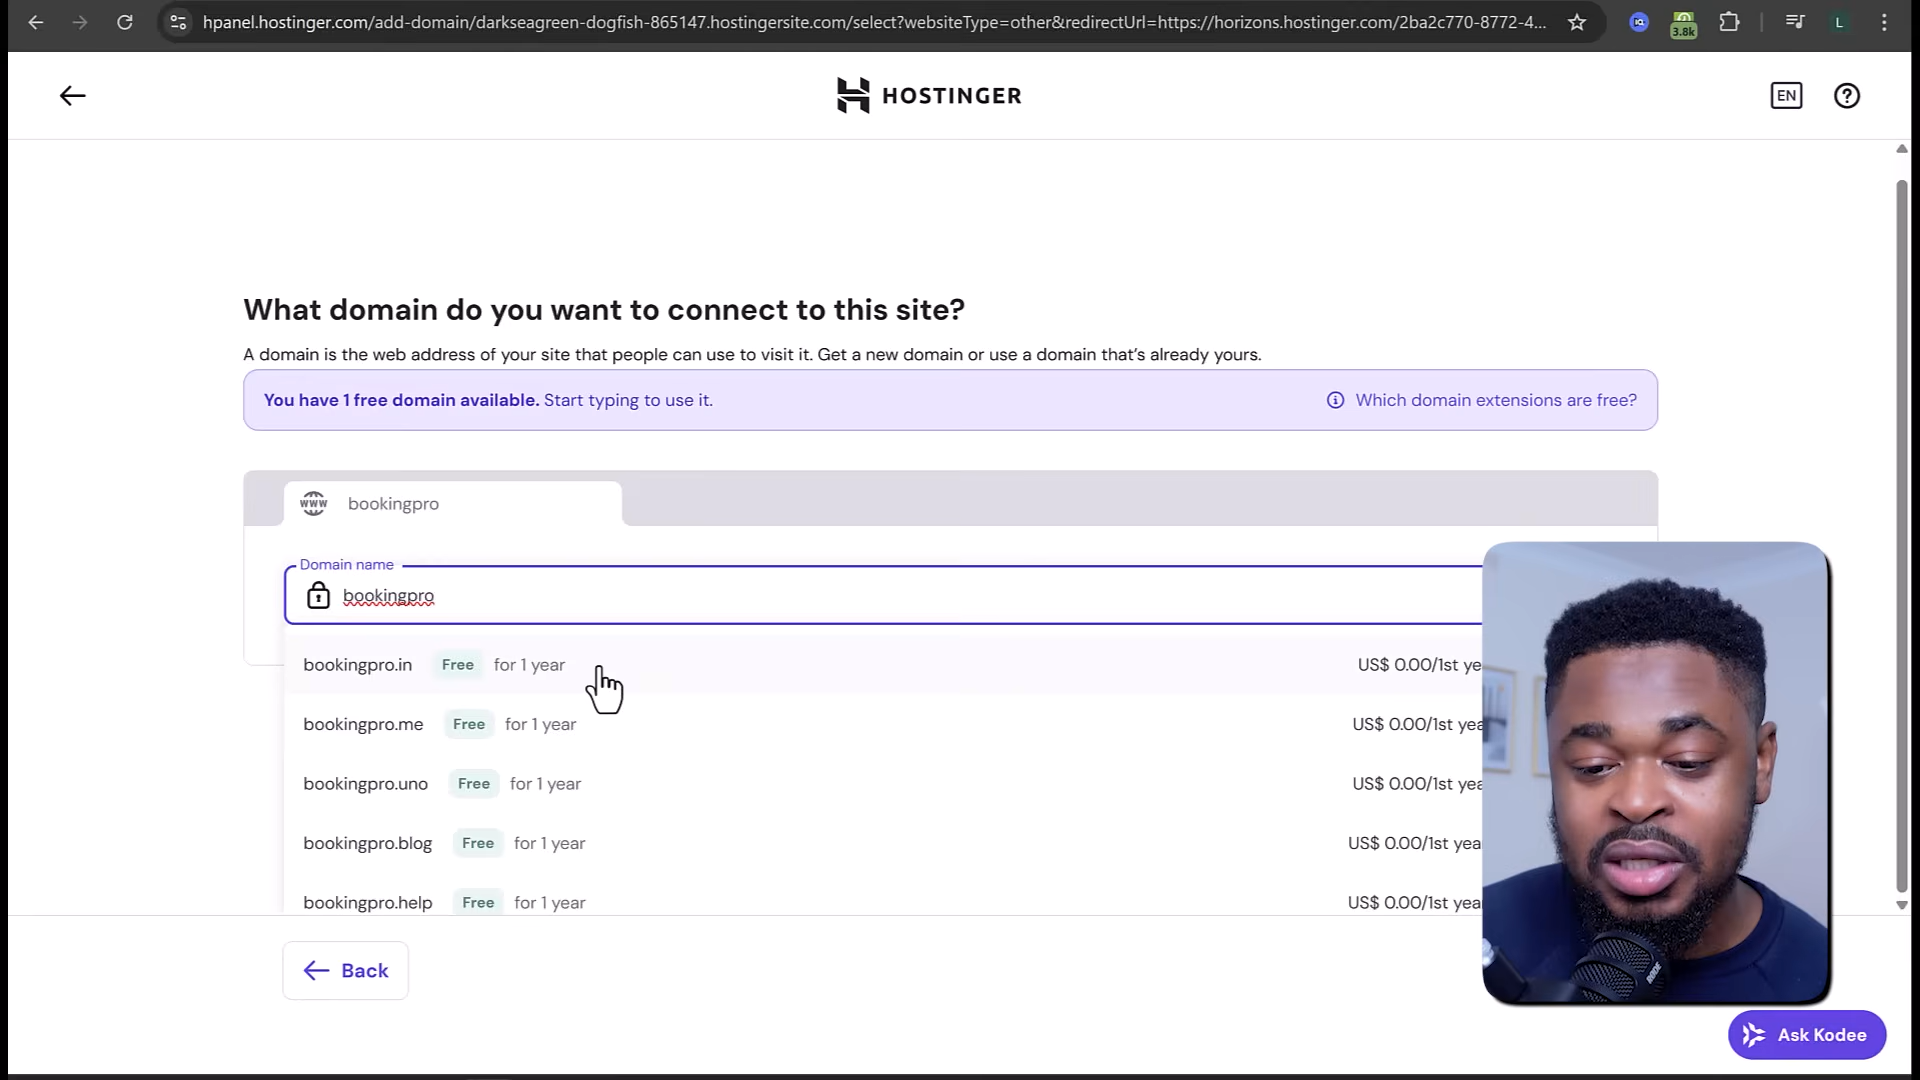 hpanel.hostinger.com/add-domain/darkseagreen-dogfish-865147.hostingersite.com/select?websiteType=other&redirectUrl=https://horizons.hostinger.com/2ba2c770-8772-4...
3.8k
L
HOSTINGER
EN
What domain do you want to connect to this site?
A domain is the web address of your site that people can use to visit it. Get a new domain or use a domain that's already yours.
You have 1 free domain available. Start typing to use it.
Which domain extensions are free?
www bookingpro
Domain name
bookingpro
bookingpro.in Free for 1 year US$ 0.00/1st ye
bookingpro.me Free for 1 year US$ 0.00/1st yea
bookingpro.uno Free for 1 year US$ 0.00/1st yea
bookingpro.blog Free for 1 year US$ 0.00/1st yea
bookingpro.help Free for 1 year US$ 0.00/1st yea
Back
RODE
Ask Kodee